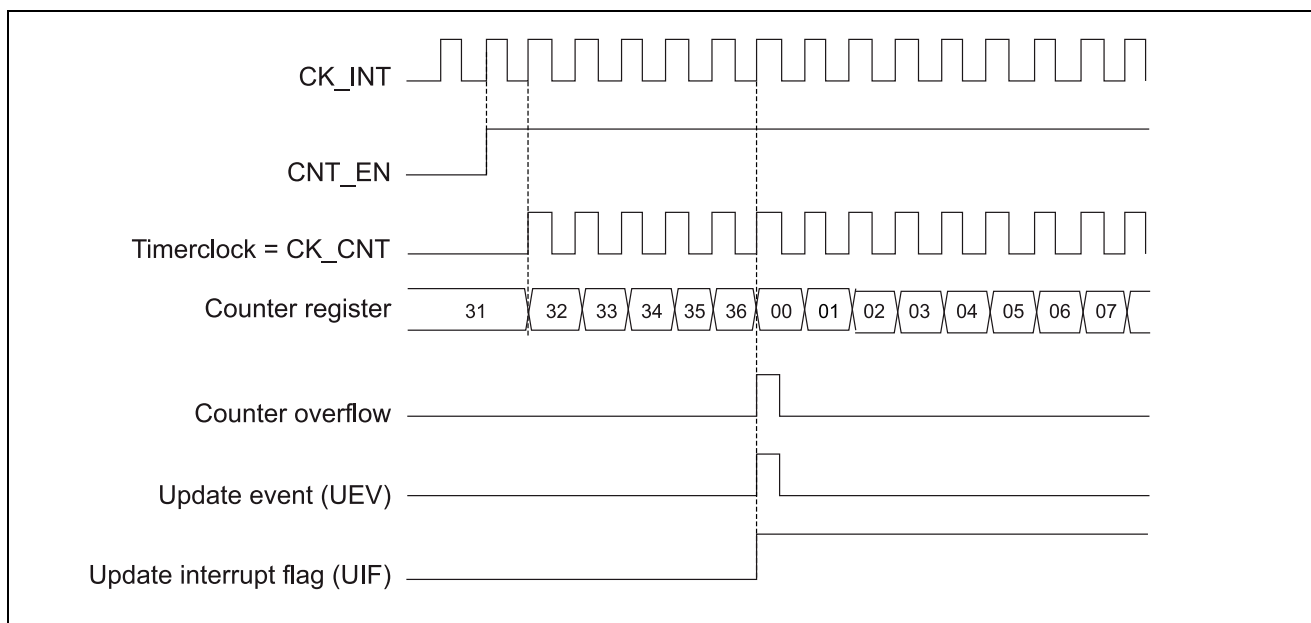 CK_INT
CNT_EN
Timerclock = CK_CNT
Counter register 31 32 33 34 35 36 00 01 02 03 04 05 06 07
Counter overflow
Update event (UEV)
Update interrupt flag (UIF)